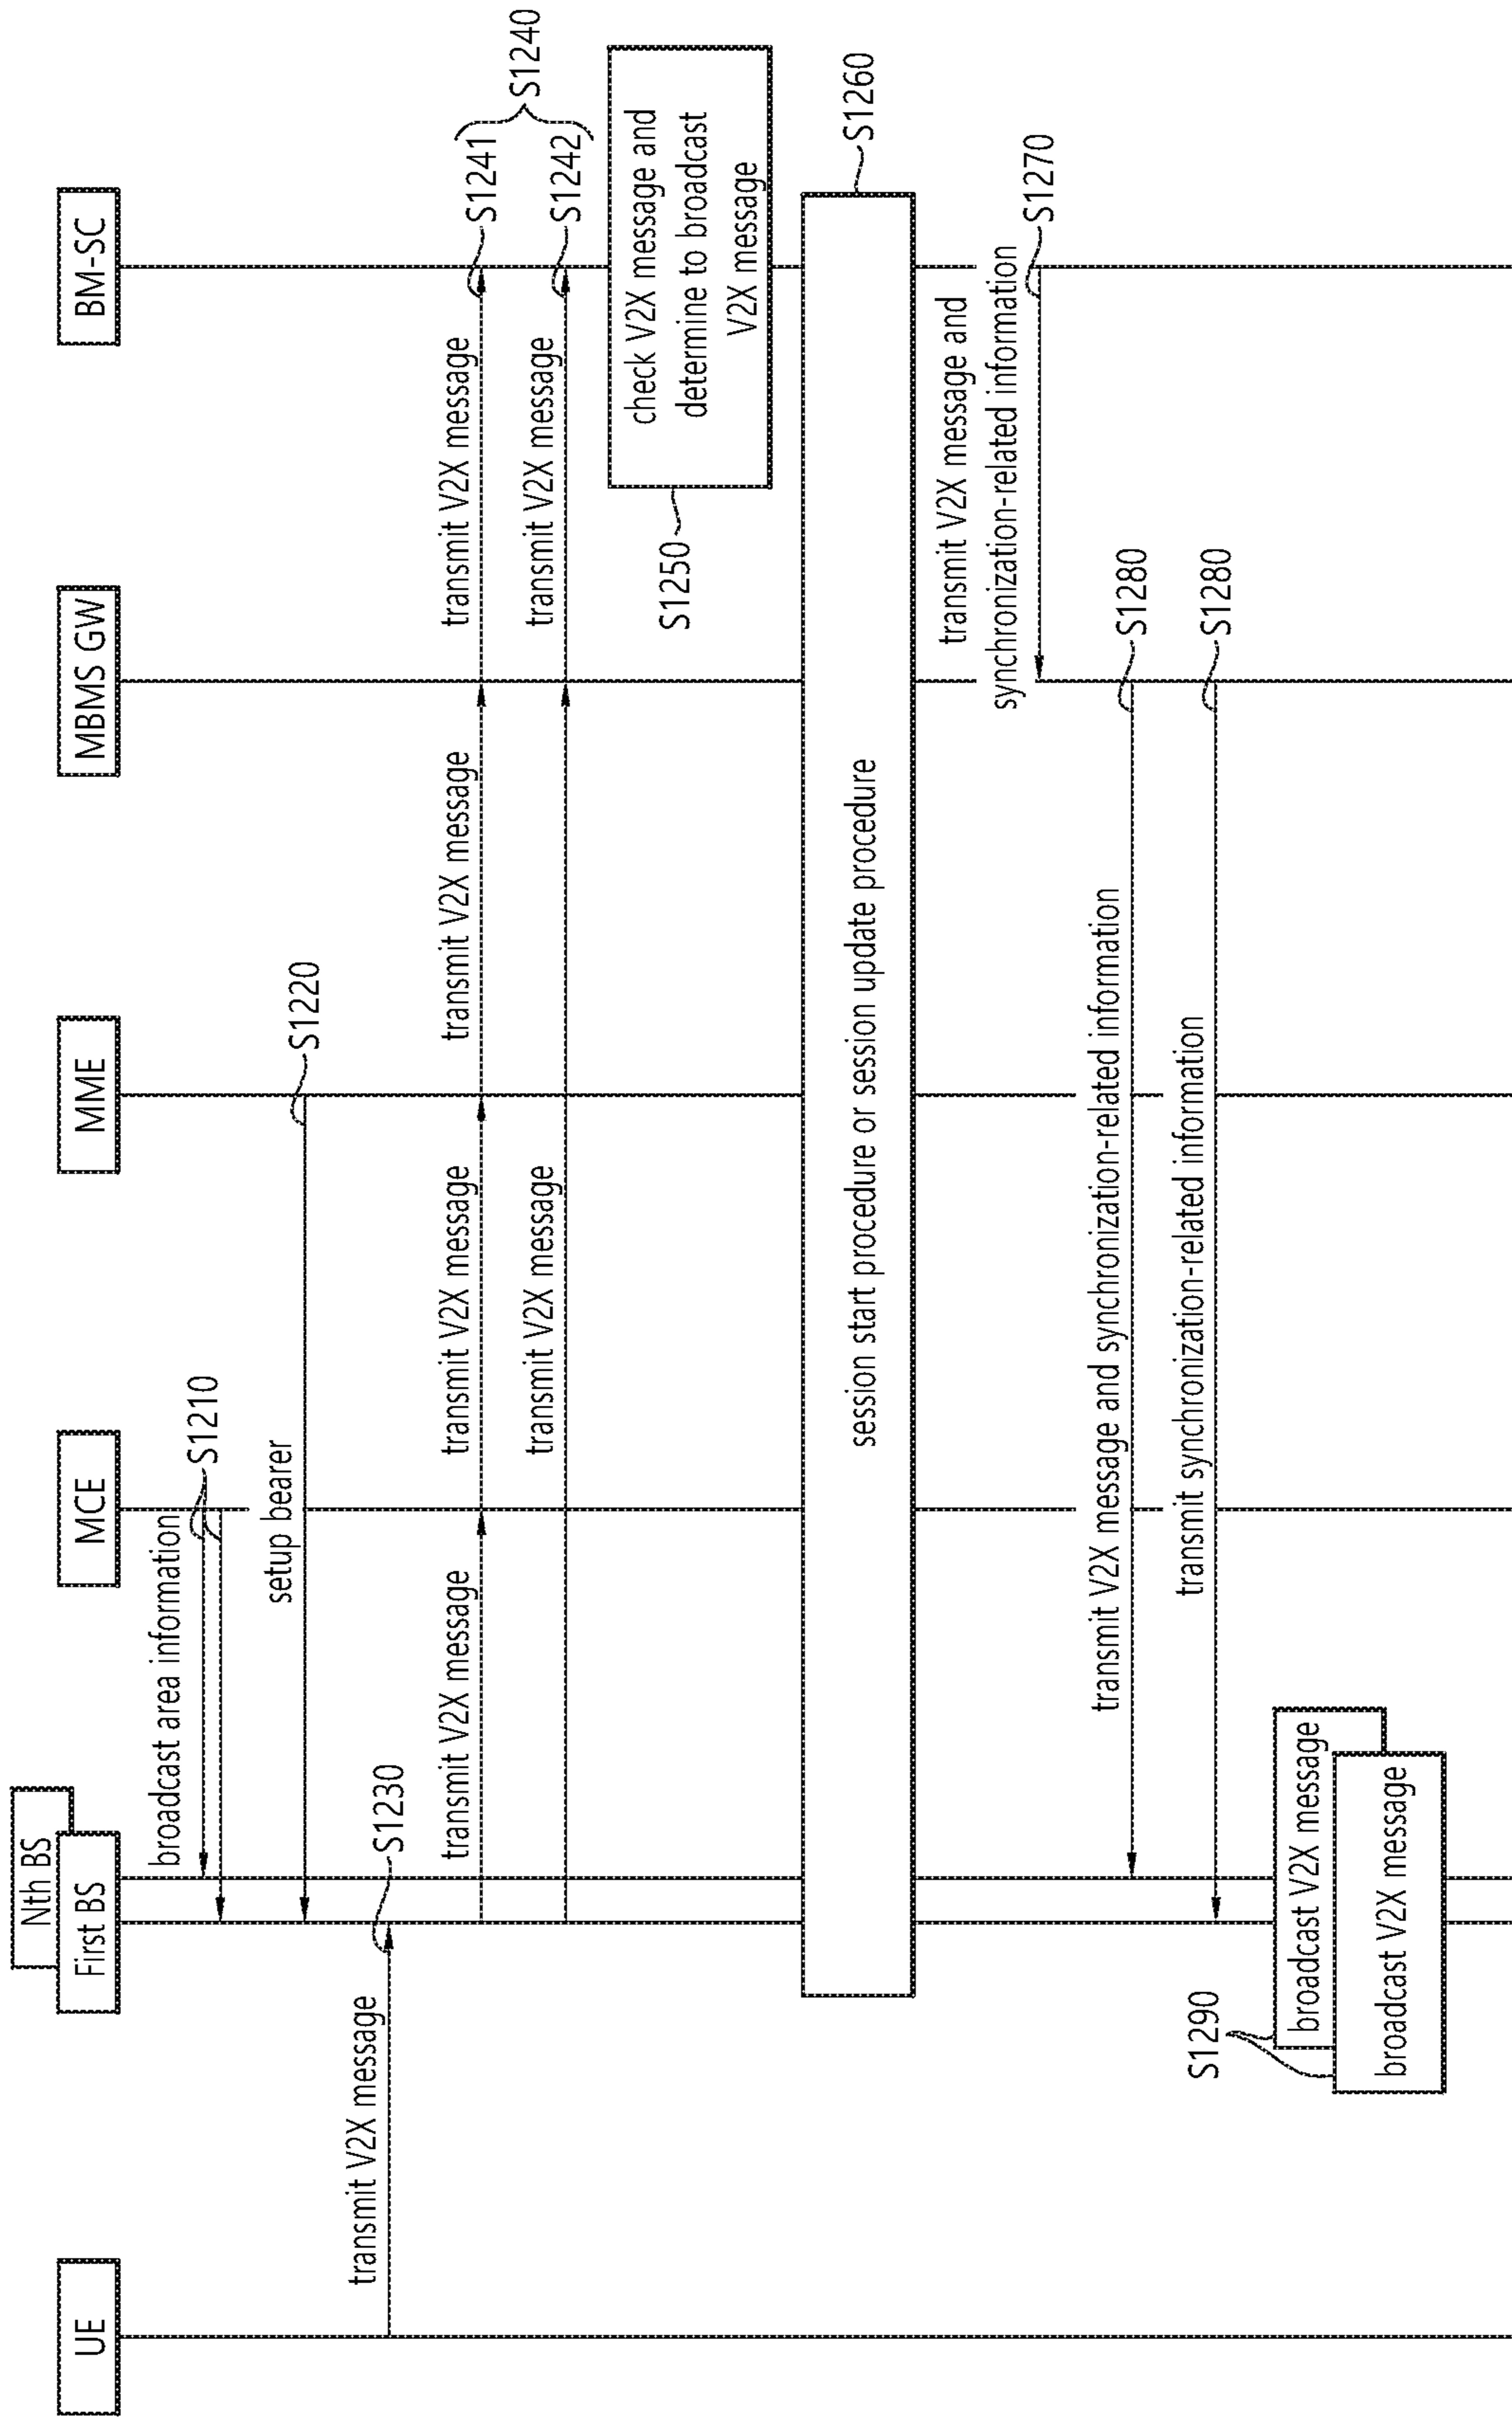 UE
Nth BS
First BS
MCE
MME
MBMS GW
BM-SC
broadcast area information
S1210
setup bearer
S1220
transmit V2X message
S1230
transmit V2X message
transmit V2X message
transmit V2X message
transmit V2X message
S1241
transmit V2X message
transmit V2X message
S1242
S1240
check V2X message and
determine to broadcast
V2X message
S1250
session start procedure or session update procedure
S1260
transmit V2X message and
synchronization-related information
S1270
transmit V2X message and synchronization-related information
S1280
transmit synchronization-related information
S1280
S1290
broadcast V2X message
broadcast V2X message